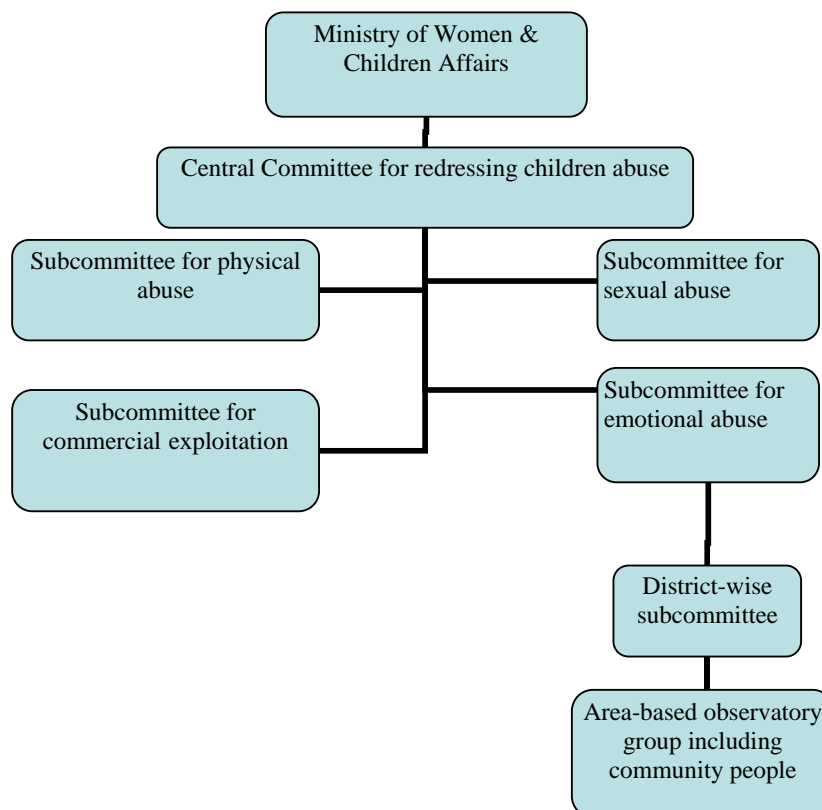 Ministry of Women &
Children Affairs
Central Committee for redressing children abuse
Subcommittee for physical
abuse
Subcommittee for
sexual abuse
Subcommittee for
commercial exploitation
Subcommittee for
emotional abuse
District-wise
subcommittee
Area-based observatory
group including
community people